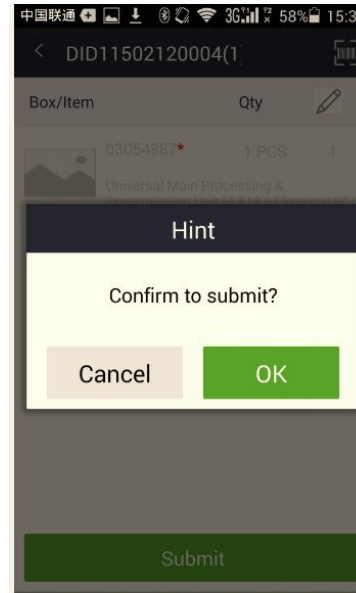 中国联通 3G 58% 15:3
< DID11502120004(1
Box/Item Qty
03054887* 1 PCS 1
Universal Main Processing &
Hint
Confirm to submit?
Cancel OK
Submit